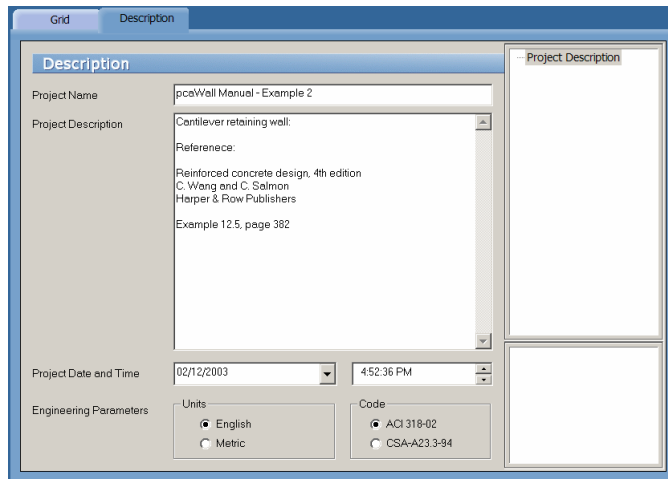 Grid Description
Description
Project Description
Project Name pcaWall Manual - Example 2
Project Description Cantilever retaining wall:
Referenece:
Reinforced concrete design, 4th edition
C. Wang and C. Salmon
Harper & Row Publishers
Example 12.5, page 382
Project Date and Time 02/12/2003 4:52:36 PM
Engineering Parameters Units Code
English ACI 318-02
Metric CSA-A23.3-94